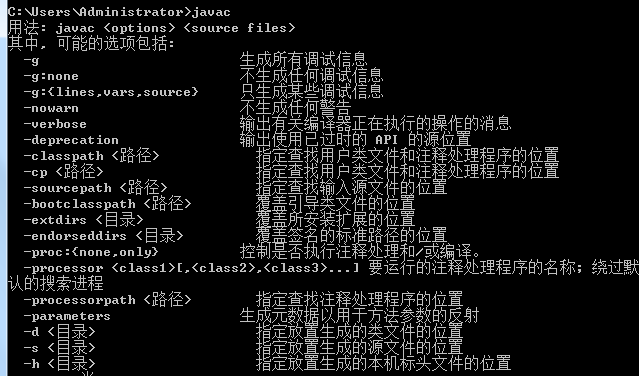 C:\Users\Administrator>javac
用法: javac <options> <source files>
其中, 可能的选项包括:
-g 生成所有调试信息
-g:none 不生成任何调试信息
-g:{lines,vars,source} 只生成某些调试信息
-nowarn 不生成任何警告
-verbose 输出有关编译器正在执行的操作的消息
-deprecation 输出使用已过时的 API 的源位置
-classpath <路径> 指定查找用户类文件和注释处理程序的位置
-cp <路径> 指定查找用户类文件和注释处理程序的位置
-sourcepath <路径> 指定查找输入源文件的位置
-bootclasspath <路径> 覆盖引导类文件的位置
-extdirs <目录> 覆盖所安装扩展的位置
-endorseddirs <目录> 覆盖签名的标准路径的位置
-proc:{none,only} 控制是否执行注释处理和/或编译。
-processor <class1>[,<class2>,<class3>...] 要运行的注释处理程序的名称; 绕过默
认的搜索进程
-processorpath <路径> 指定查找注释处理程序的位置
-parameters 生成元数据以用于方法参数的反射
-d <目录> 指定放置生成的类文件的位置
-s <目录> 指定放置生成的源文件的位置
-h <目录> 指定放置生成的本机标头文件的位置